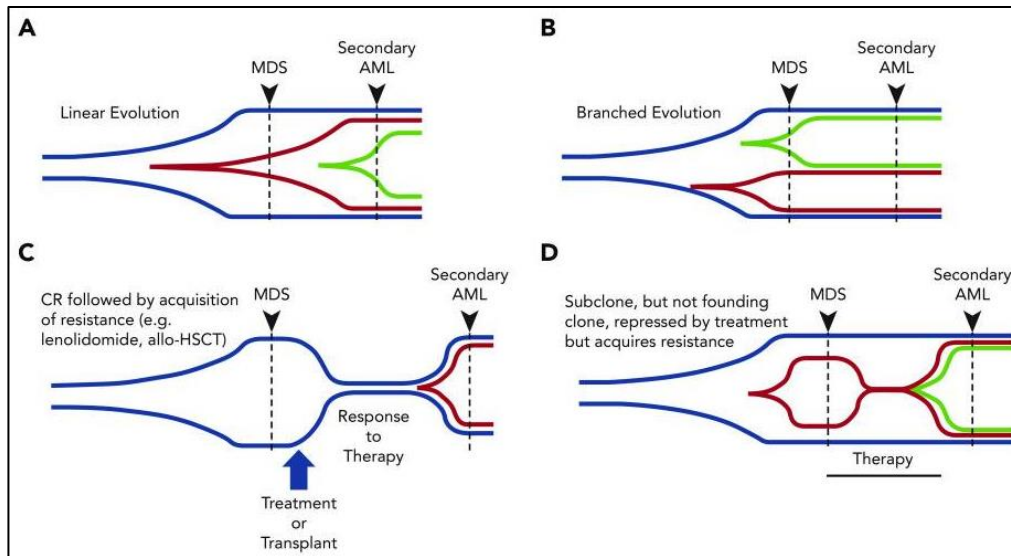 A
Linear Evolution
MDS
Secondary
AML
B
Branched Evolution
MDS
Secondary
AML
C
CR followed by acquisition
of resistance (e.g.
lenolidomide, allo-HSCT)
MDS
Secondary
AML
Response
to
Therapy
Treatment
or
Transplant
D
Subclone, but not founding
clone, repressed by treatment
but acquires resistance
MDS
Secondary
AML
Therapy